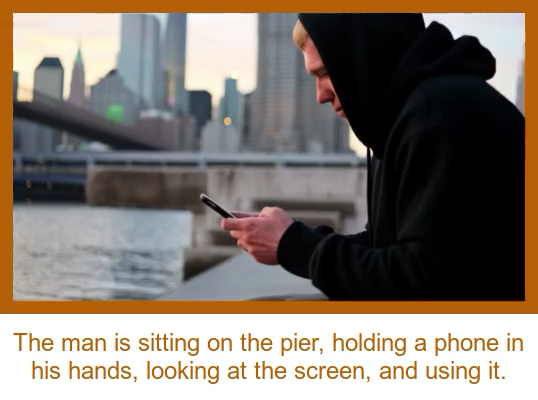 The man is sitting on the pier, holding a phone in
his hands, looking at the screen, and using it.